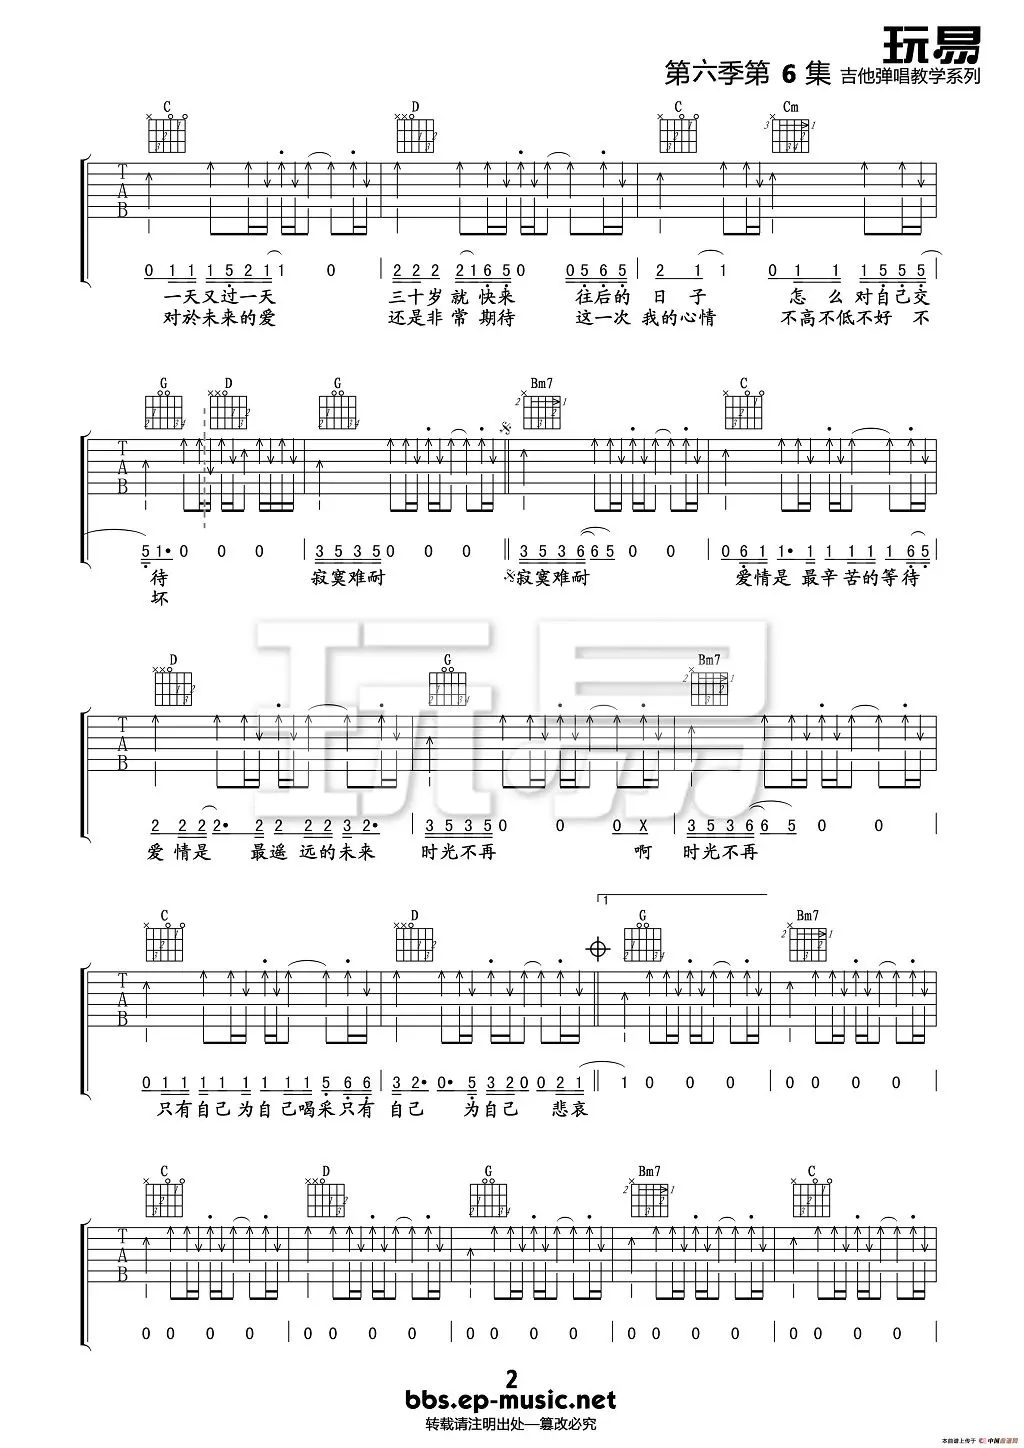 玩易
第六季第 6 集 吉他弹唱教学系列
C D C Cm
T
A
B
0 1 1 1 5 2 1 1 0 2 2 2 2 1 6 5 0 0 5 6 5 2 1 1 0 1 1 1 5 5 5
一天又过一天 三十岁就快来 往后的日子 怎么对自己交
对於未来的爱 还是非常期待 这一次我的心情 不高不低不好不
G D G Bm7 C
T
A
B
5 1• 0 0 0 3 5 3 5 0 0 0 3 5 3 6 6 5 0 0 0 6 1 1• 1 1 1 1 6 5
待 寂寞难耐 寂寞难耐 爱情是最辛苦的等待
坏
D G Bm7
T
A
B
2 2 2 2• 2 2 2 2 3 2• 3 5 3 5 0 0 0 X 3 5 3 6 6 5 0 0
爱情是 最遥远的未来 时光不再 啊 时光不再
1
C D G Bm7
T
A
B
0 1 1 1 1 1 1 1 1 5 6 6 3 2• 0• 5 3 2 0 0 2 1 1 0 0 0 0 0 0 0
只有自己为自己喝采只有自己 为自己 悲哀
玩易
C D G Bm7 C
T
A
B
0 0 0 0 0 0 0 0 0 0 0 0 0 0 0 0 0 0 0 0
2
bbs.ep-music.net
转载请注明出处—篡改必究
本曲谱上传于 中国曲谱网